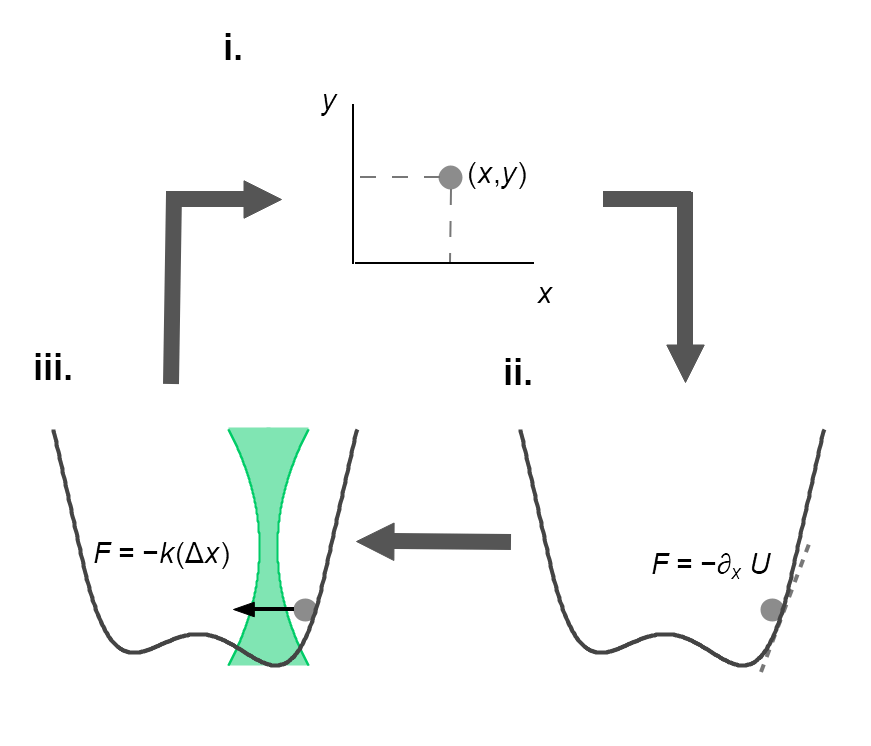 i.
y
(x,y)
x
iii.
ii.
F = −k(Δx)
F = −∂ₓ U